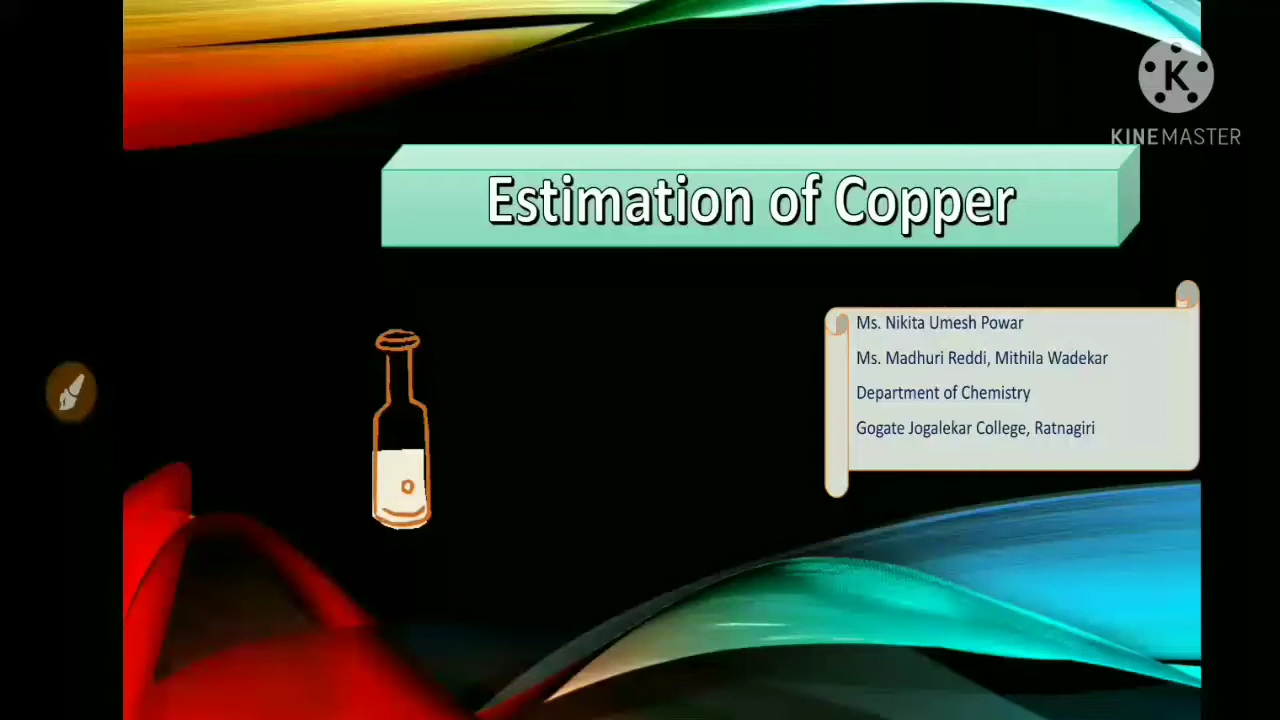 K
KINEMASTER
Estimation of Copper
Ms. Nikita Umesh Powar
Ms. Madhuri Reddi, Mithila Wadekar
Department of Chemistry
Gogate Jogalekar College, Ratnagiri